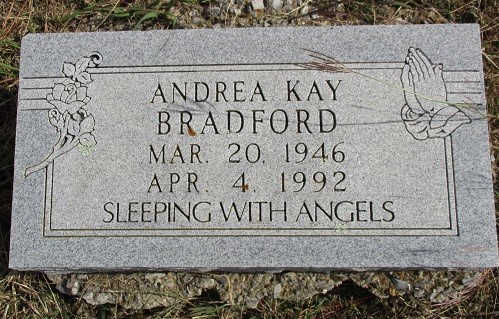 ANDREA KAY
BRADFORD
MAR. 20. 1946
APR. 4. 1992
SLEEPING WITH ANGELS